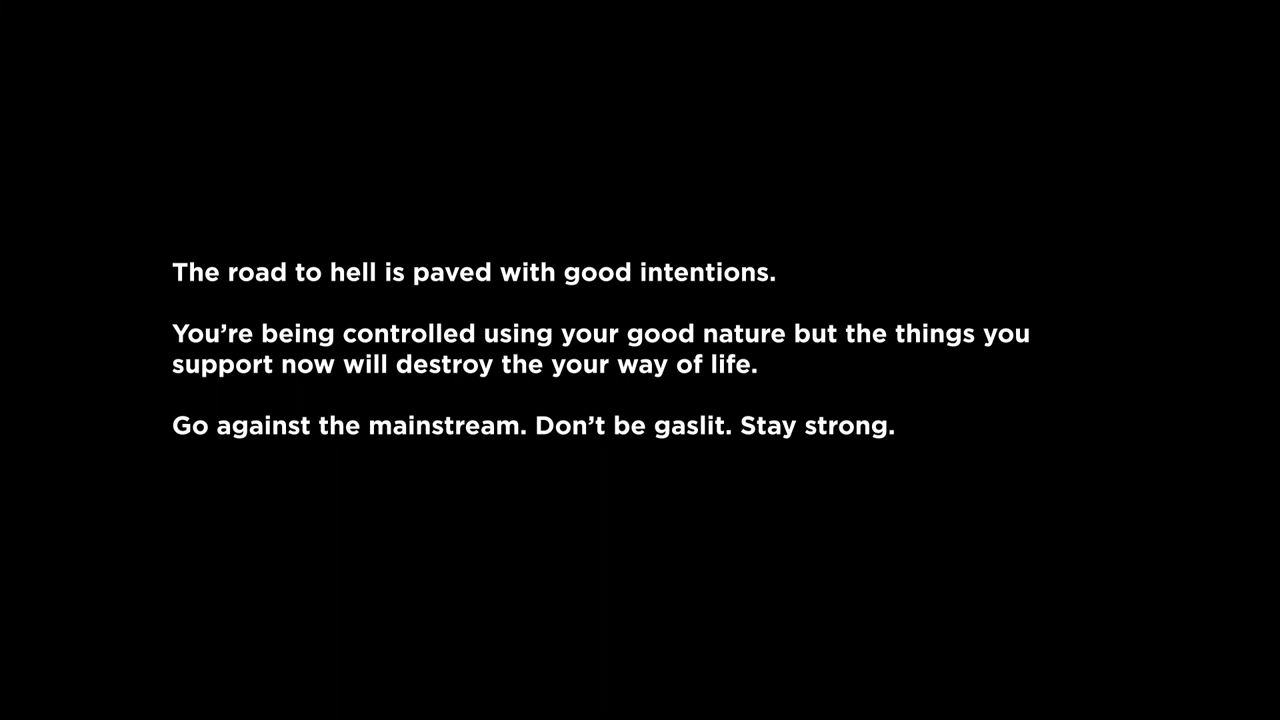 The road to hell is paved with good intentions.
You’re being controlled using your good nature but the things you
support now will destroy the your way of life.
Go against the mainstream. Don’t be gaslit. Stay strong.